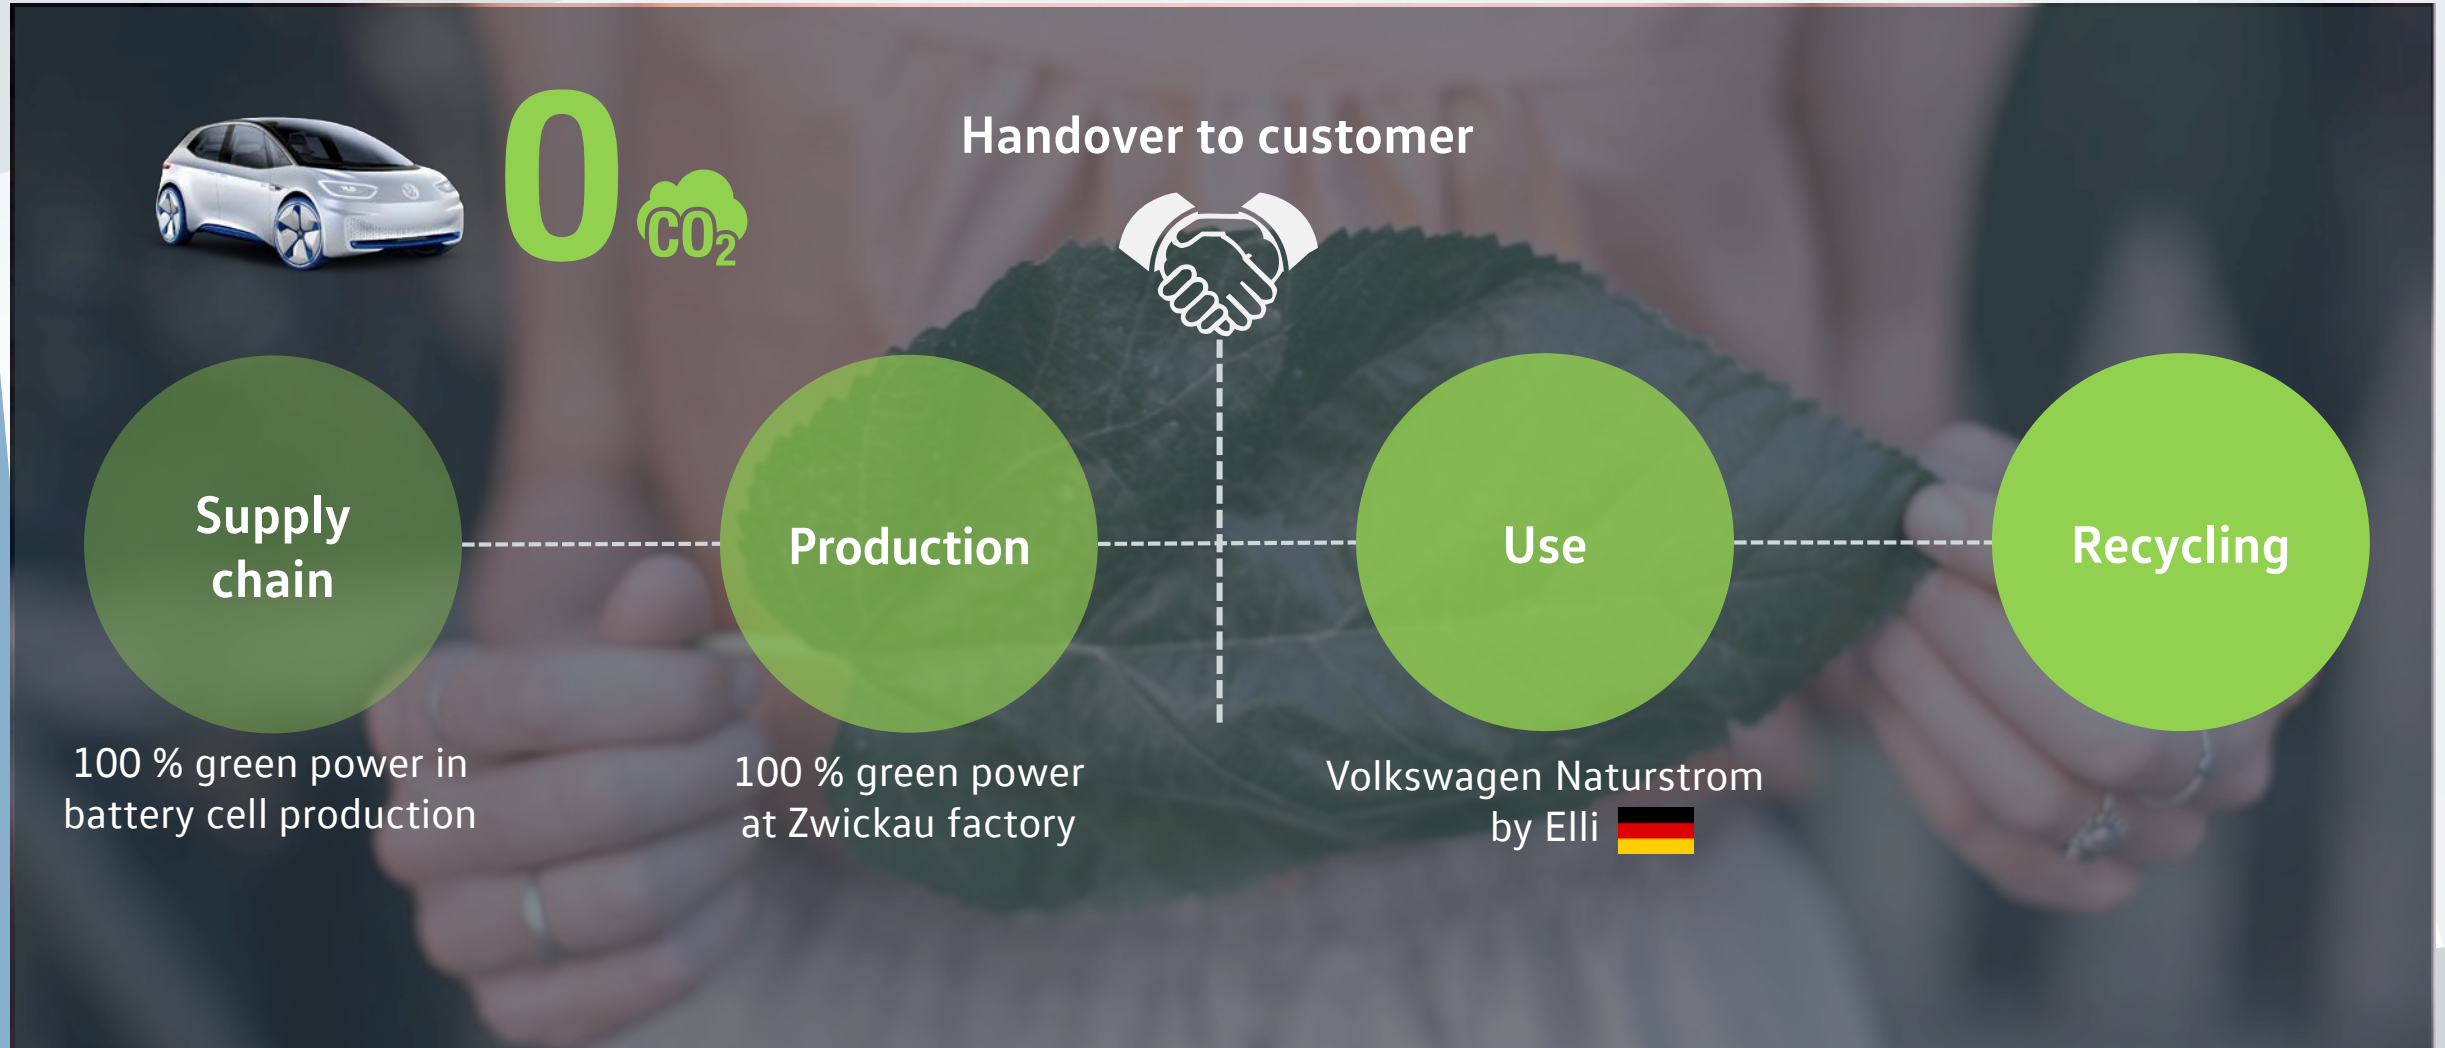 0 CO₂
Handover to customer
Supply
chain
Production
Use
Recycling
100 % green power in
battery cell production
100 % green power
at Zwickau factory
Volkswagen Naturstrom
by Elli